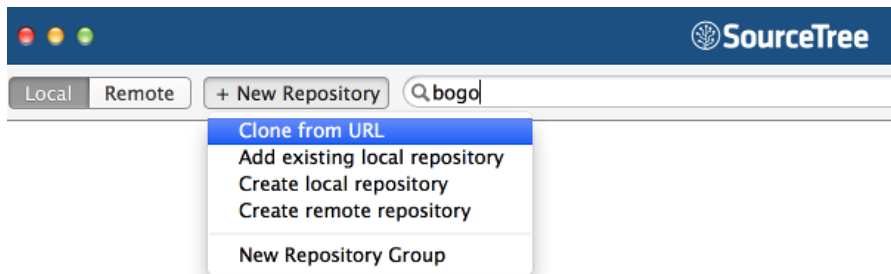 SourceTree
Local Remote + New Repository bogo
Clone from URL
Add existing local repository
Create local repository
Create remote repository
New Repository Group